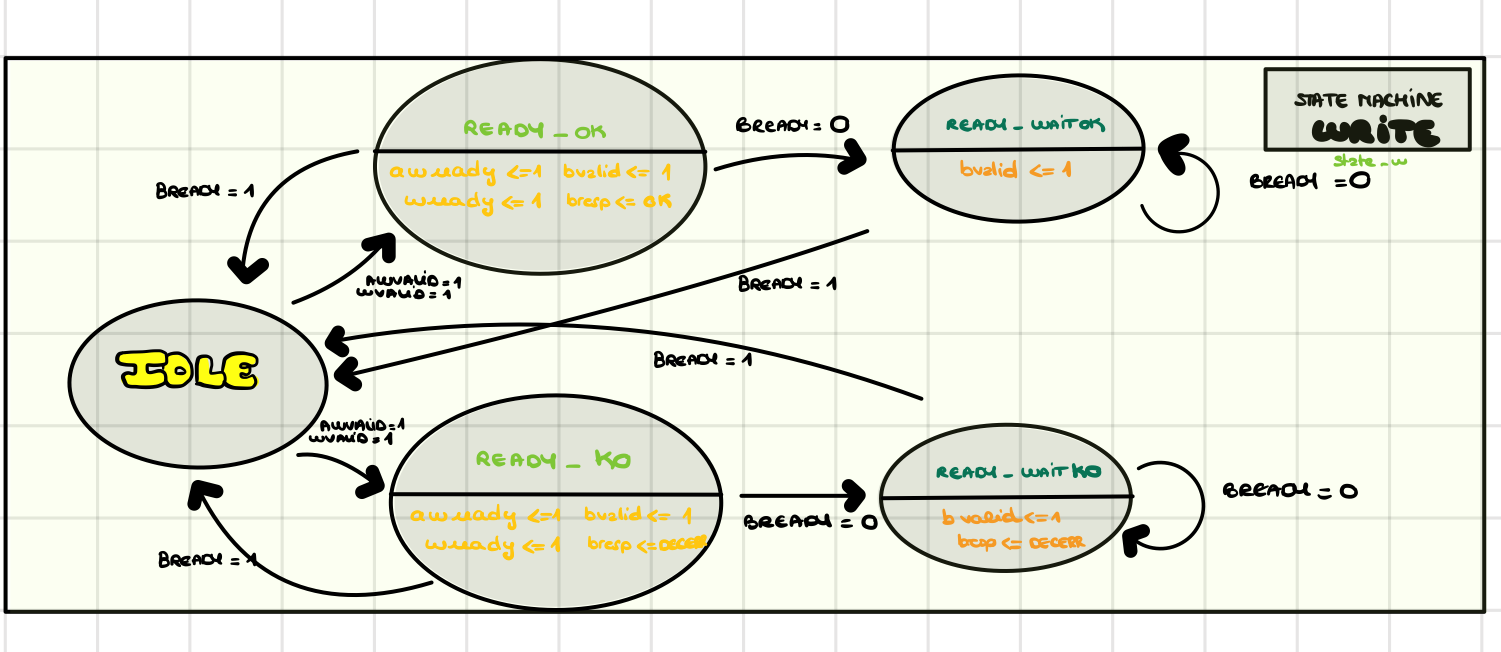 STATE MACHINE
WRITE
state_w
READY_OK
awready <=1 bvalid <= 1
wready <= 1 bresp <= OK
BREADY = 0
READY_WAITOK
bvalid <= 1
BREADY = 0
BREADY = 1
AWVALID=1
WVALID=1
BREADY = 1
IDLE
BREADY = 1
AWVALID=1
WVALID=1
READY_KO
awready <=1 bvalid <= 1
wready <= 1 bresp <= DECERR
BREADY = 0
READY_WAITKO
bvalid <=1
<= DECERR
BREADY = 0
BREADY = 1